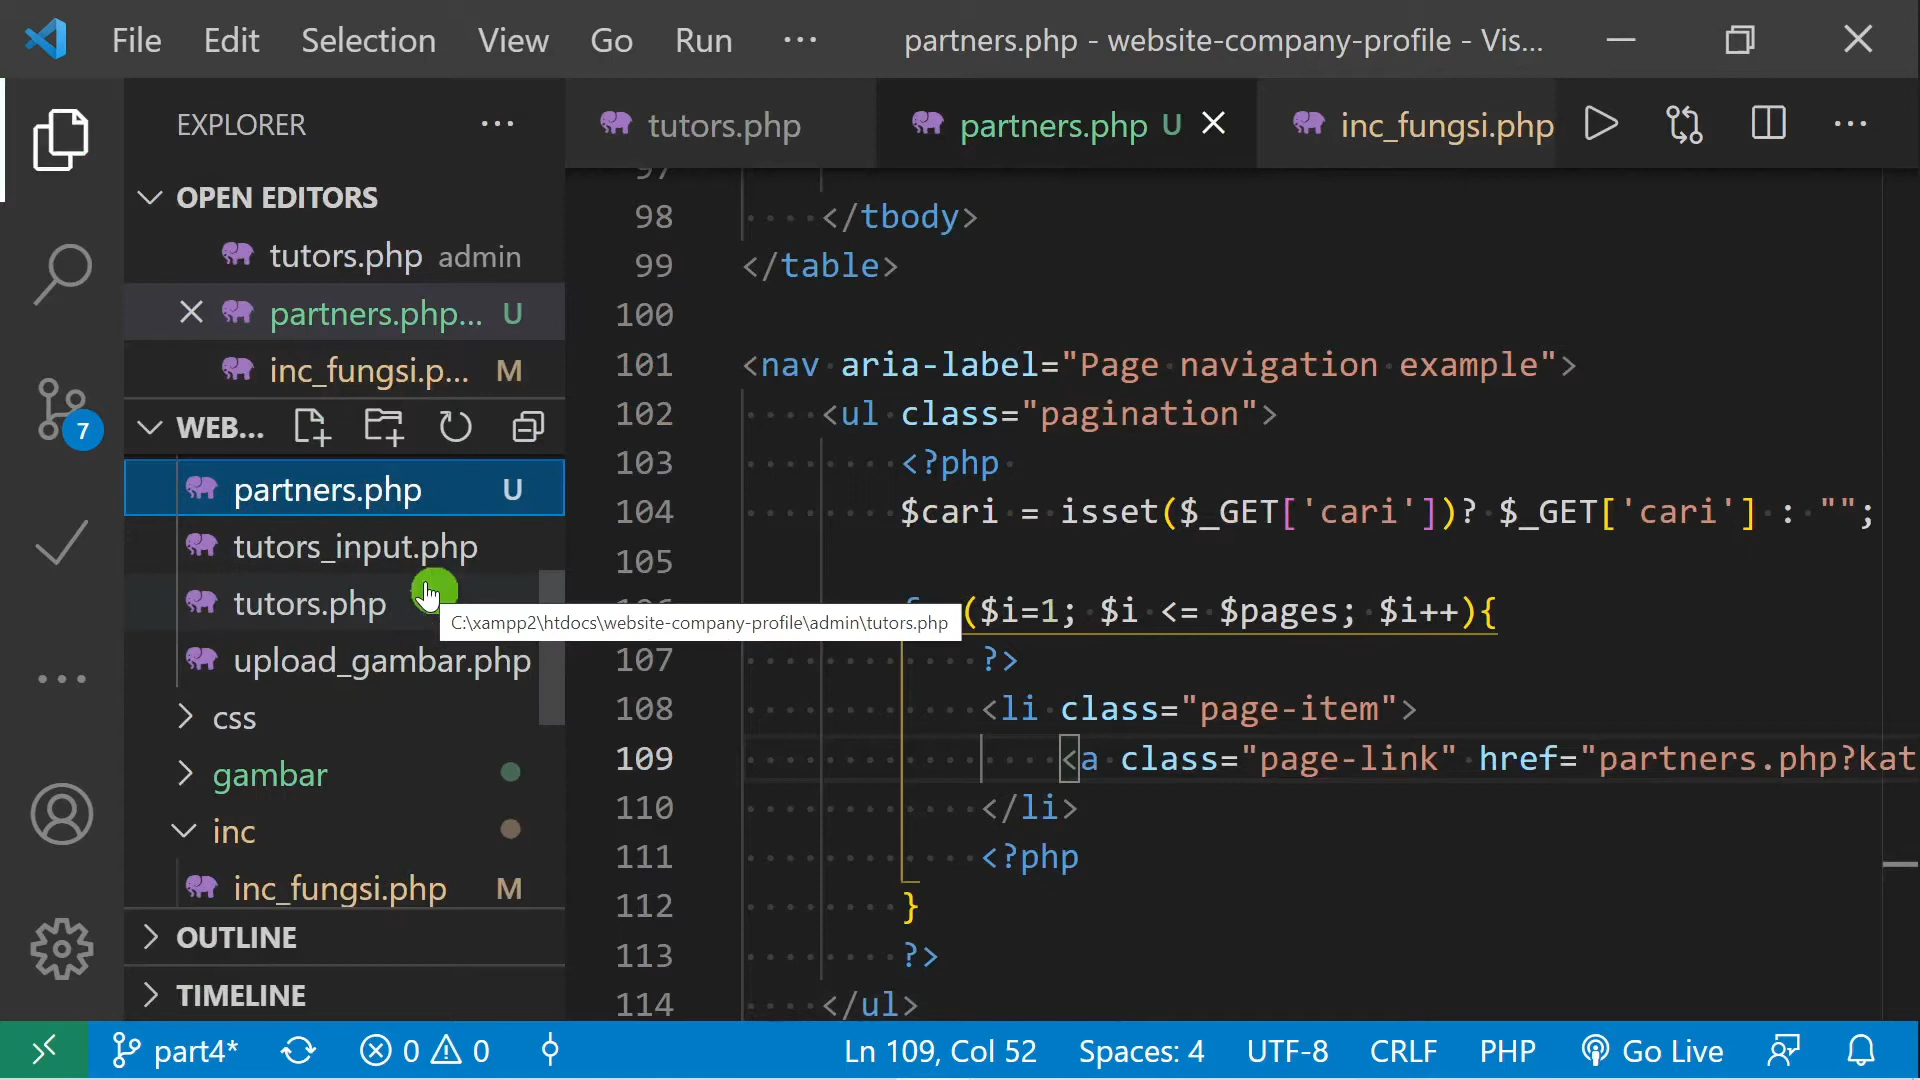 File Edit Selection View Go Run ··· partners.php - website-company-profile - Vis...
EXPLORER ···
OPEN EDITORS
tutors.php admin
partners.php... U
inc_fungsi.p... M
WEB...
partners.php U
tutors_input.php
tutors.php
upload_gambar.php
css
gambar
inc
inc_fungsi.php M
OUTLINE
TIMELINE
7
tutors.php partners.php U inc_fungsi.php
97
98 </tbody>
99 </table>
100
101 <nav aria-label="Page navigation example">
102 <ul class="pagination">
103 <?php
104 $cari = isset($_GET['cari'])? $_GET['cari'] : "";
105
($i=1; $i <= $pages; $i++){
C:\xampp2\htdocs\website-company-profile\admin\tutors.php
107 ?>
108 <li class="page-item">
109 <a class="page-link" href="partners.php?kat
110 </li>
111 <?php
112 }
113 ?>
114 </ul>
part4* 0 0 Ln 109, Col 52 Spaces: 4 UTF-8 CRLF PHP Go Live